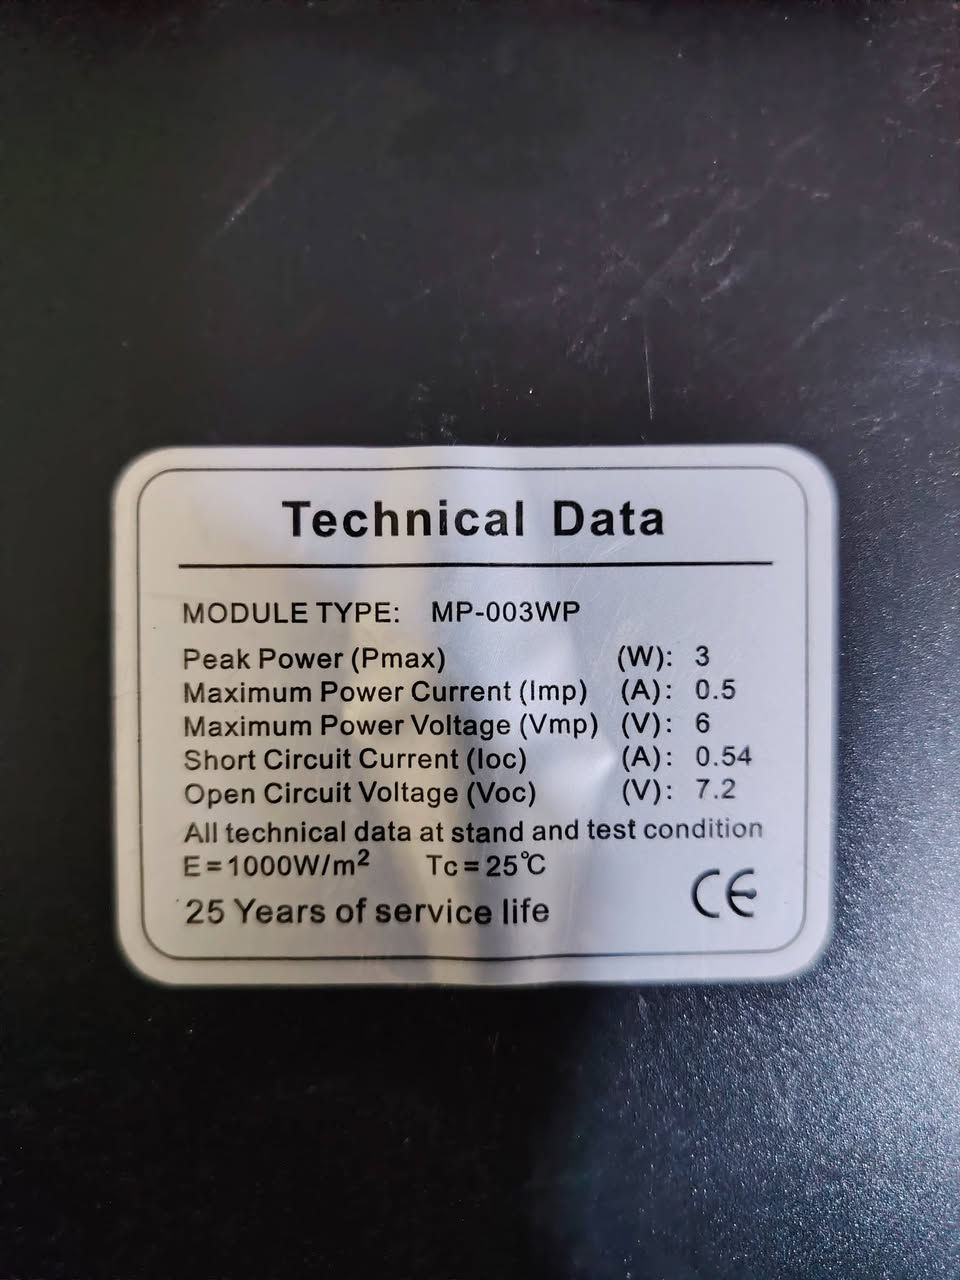 Technical Data
MODULE TYPE: MP-003WP
Peak Power (Pmax) (W): 3
Maximum Power Current (Imp) (A): 0.5
Maximum Power Voltage (Vmp) (V): 6
Short Circuit Current (Ioc) (A): 0.54
Open Circuit Voltage (Voc) (V): 7.2
All technical data at stand and test condition
E=1000W/m² Tc=25℃
25 Years of service life
CE